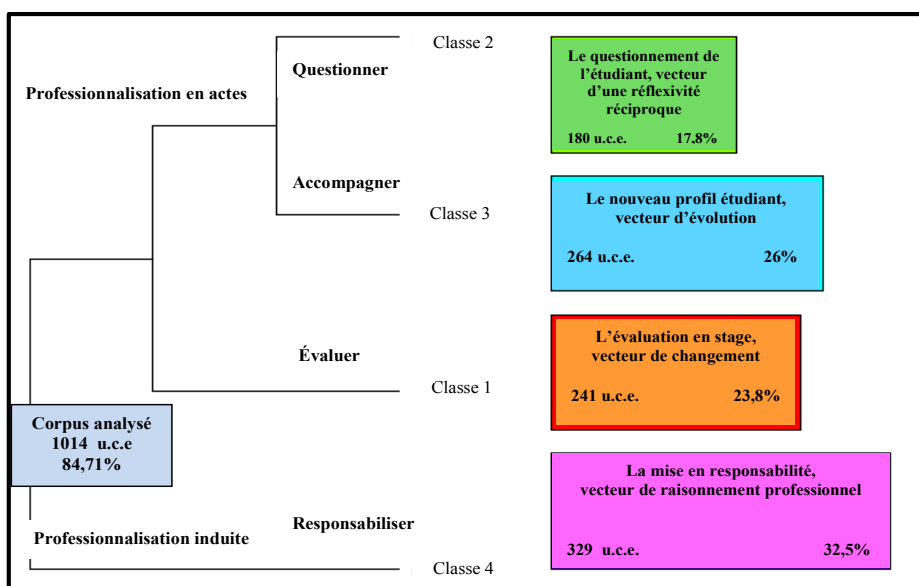 Classe 2
Questionner
Professionnalisation en actes
Le questionnement de
l'étudiant, vecteur
d'une réflexivité
réciproque
180 u.c.e. 17,8%
Accompagner
Classe 3
Le nouveau profil étudiant,
vecteur d'évolution
264 u.c.e. 26%
Évaluer
Classe 1
L'évaluation en stage,
vecteur de changement
241 u.c.e. 23,8%
Corpus analysé
1014 u.c.e
84,71%
Professionnalisation induite
Responsabiliser
Classe 4
La mise en responsabilité,
vecteur de raisonnement professionnel
329 u.c.e. 32,5%